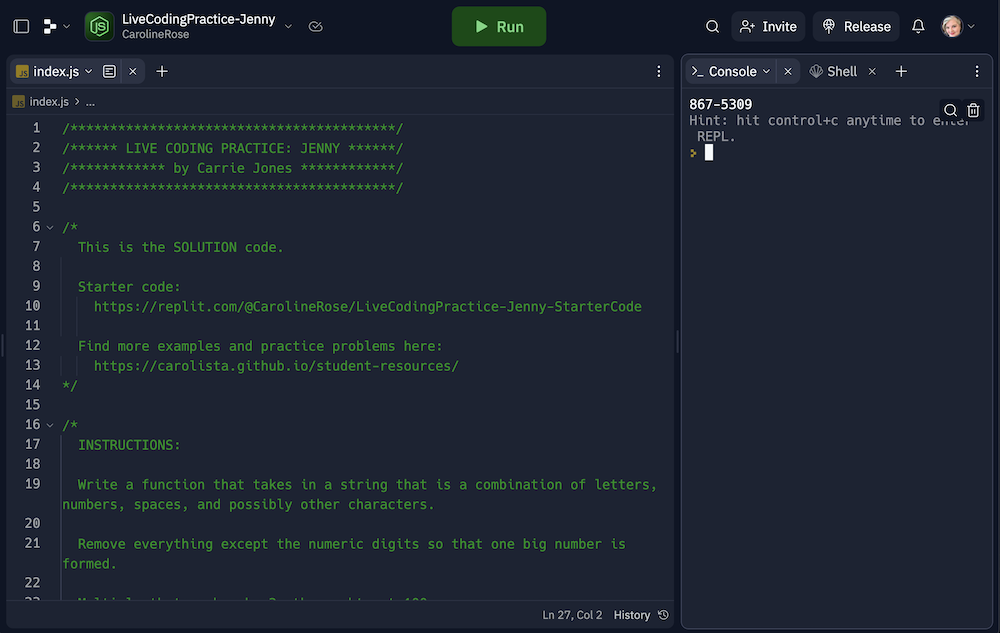 LiveCodingPractice-Jenny
CarolineRose
Run
Invite
Release
JS index.js
JS index.js > ...
1 /*****************************************/
2 /****** LIVE CODING PRACTICE: JENNY ******/
3 /************ by Carrie Jones ************/
4 /*****************************************/
5
6 /*
7 This is the SOLUTION code.
8
9 Starter code:
10 https://replit.com/@CarolineRose/LiveCodingPractice-Jenny-StarterCode
11
12 Find more examples and practice problems here:
13 https://carolista.github.io/student-resources/
14 */
15
16 /*
17 INSTRUCTIONS:
18
19 Write a function that takes in a string that is a combination of letters,
numbers, spaces, and possibly other characters.
20
21 Remove everything except the numeric digits so that one big number is
formed.
22
Ln 27, Col 2 History
>_ Console
Shell
867-5309
Hint: hit control+c anytime to enter
REPL.